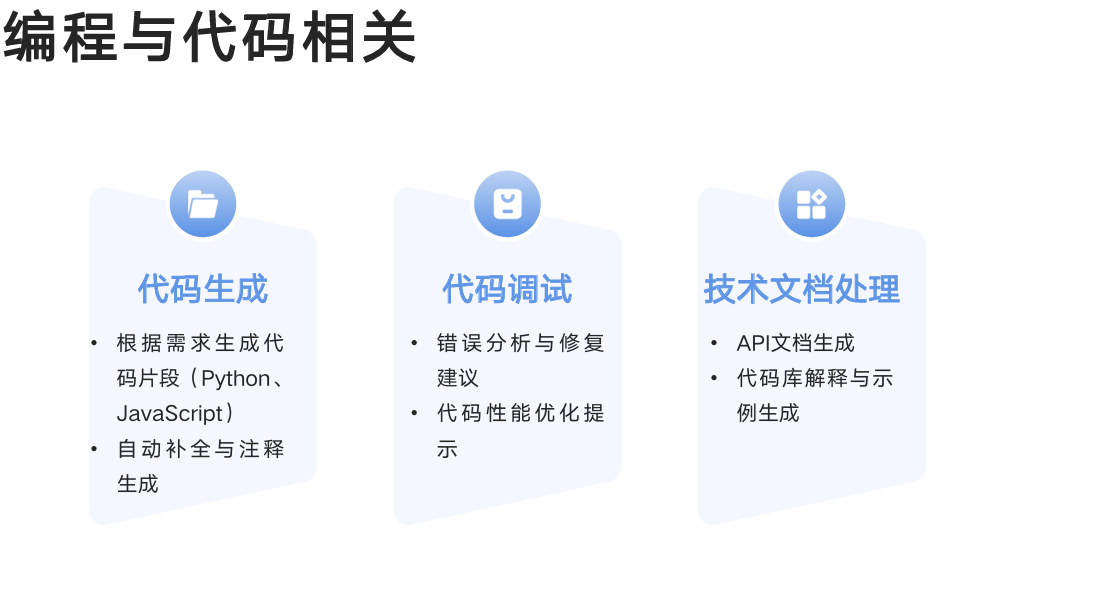 编程与代码相关
代码生成
• 根据需求生成代
码片段（Python、
JavaScript）
• 自动补全与注释
生成
代码调试
• 错误分析与修复
建议
• 代码性能优化提
示
技术文档处理
• API文档生成
• 代码库解释与示
例生成